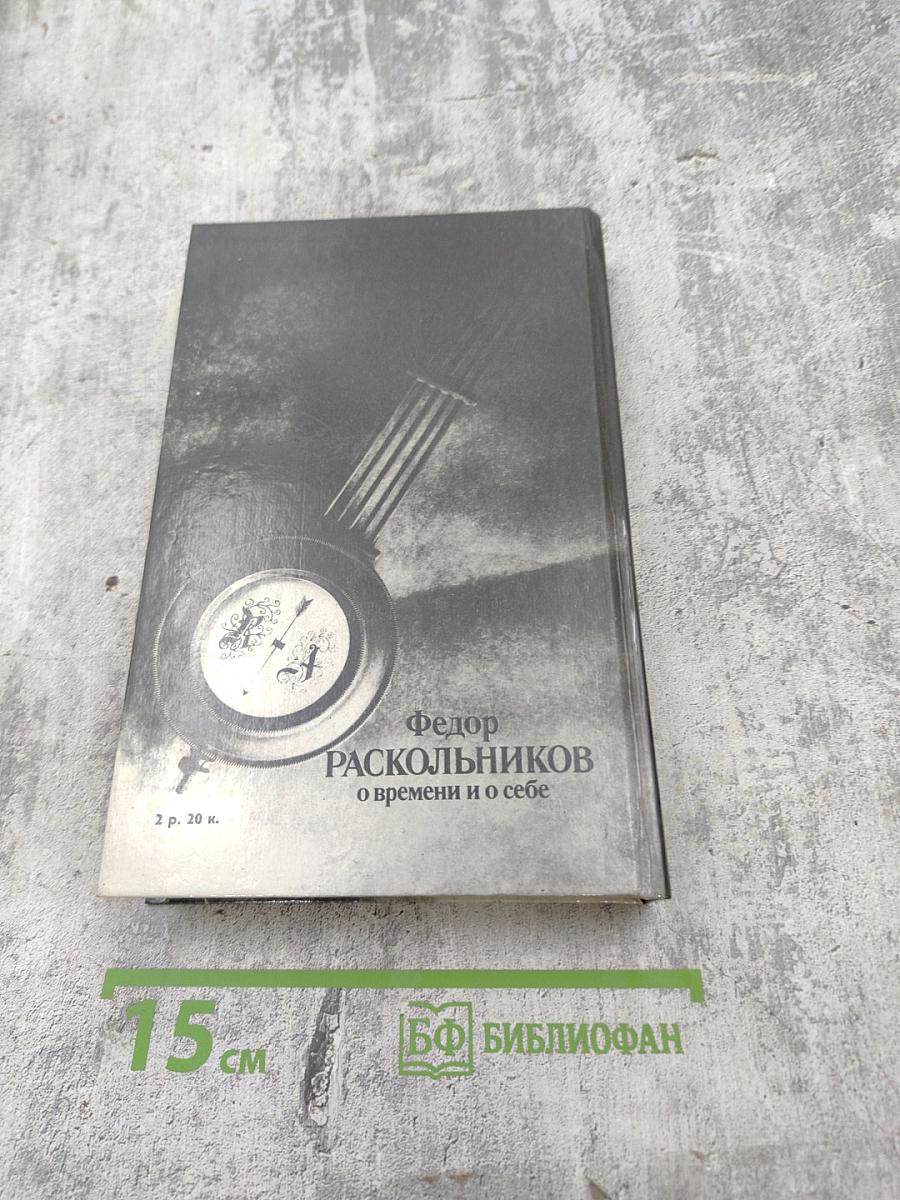 Федор
РАСКОЛЬНИКОВ
о времени и о себе
2 р. 20 к.
15 см
БФ БИБЛИОФАН